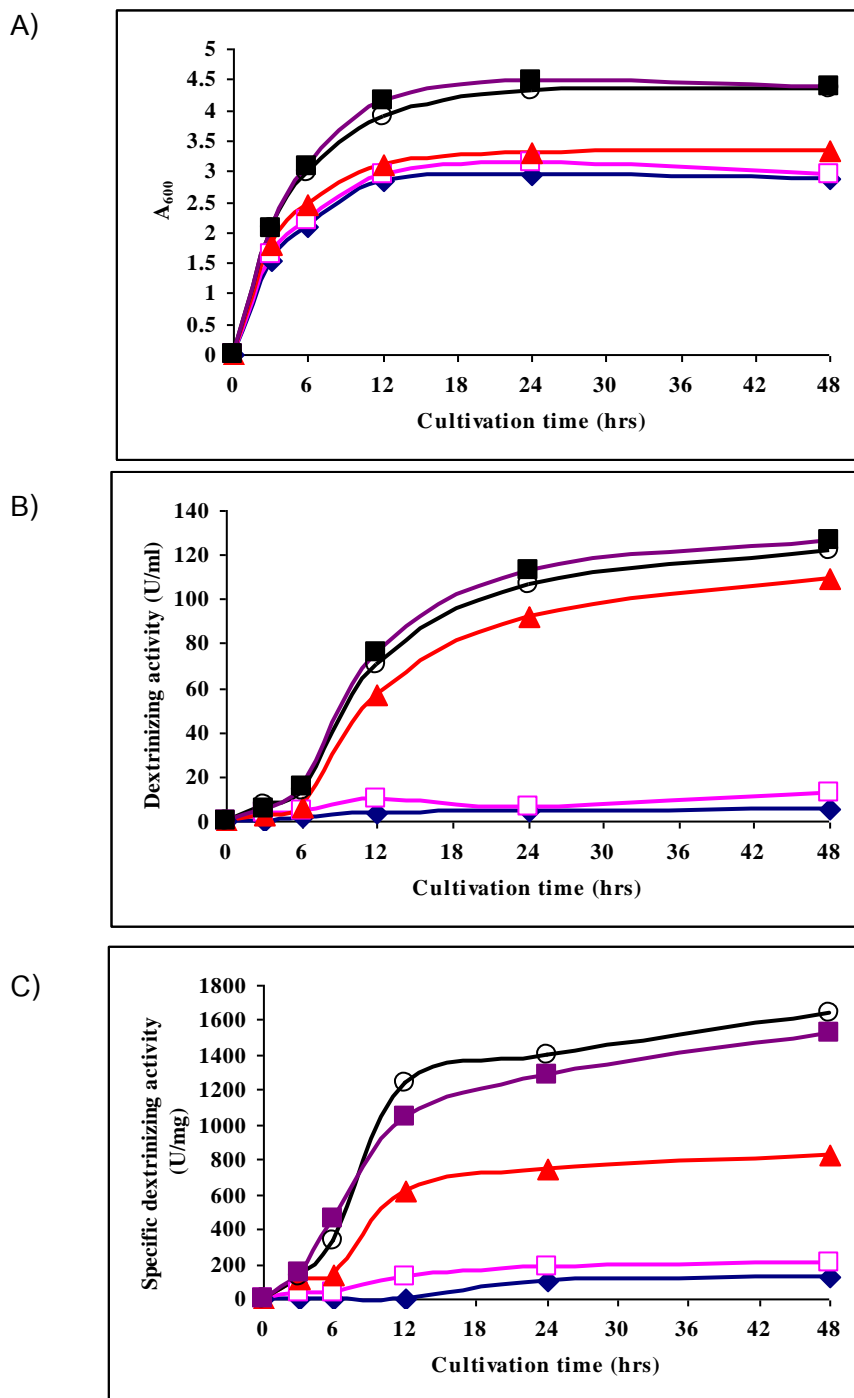 A)
5
4.5
4
3.5
3
2.5
2
1.5
1
0.5
0
A600
0 6 12 18 24 30 36 42 48
Cultivation time (hrs)
B)
140
120
100
80
60
40
20
0
Dextrinizing activity (U/ml)
0 6 12 18 24 30 36 42 48
Cultivation time (hrs)
C)
1800
1600
1400
1200
1000
800
600
400
200
0
Specific dextrinizing activity
(U/mg)
0 6 12 18 24 30 36 42 48
Cultivation time (hrs)